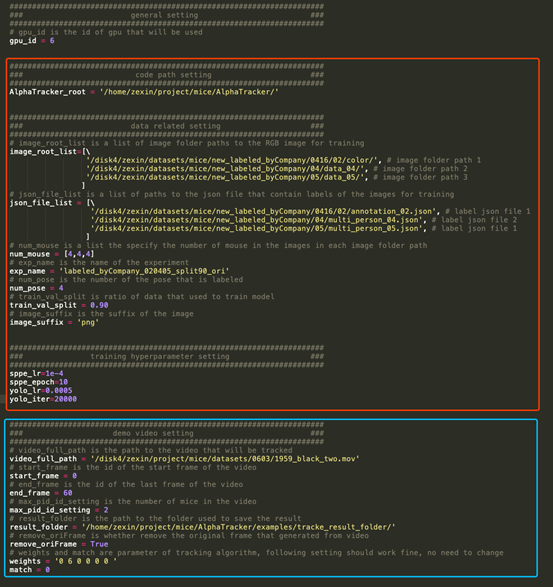 ################################################################
###                    general setting                       ###
################################################################
# gpu_id is the id of gpu that will be used
gpu_id = 6
################################################################
###                    code path setting                     ###
################################################################
AlphaTracker_root = '/home/zexin/project/mice/AlphaTracker/'
################################################################
###                  data related setting                    ###
################################################################
# image_root_list is a list of image folder paths to the RGB image for training
image_root_list=[\
'/disk4/zexin/datasets/mice/new_labeled_byCompany/0416/02/color/', # image folder path 1
'/disk4/zexin/datasets/mice/new_labeled_byCompany/04/data_04/', # image folder path 2
'/disk4/zexin/datasets/mice/new_labeled_byCompany/05/data_05/', # image folder path 3
]
# json_file_list is a list of paths to the json file that contain labels of the images for training
json_file_list = [\
'/disk4/zexin/datasets/mice/new_labeled_byCompany/0416/02/annotation_02.json', # label json file 1
'/disk4/zexin/datasets/mice/new_labeled_byCompany/04/multi_person_04.json', # label json file 2
'/disk4/zexin/datasets/mice/new_labeled_byCompany/05/multi_person_05.json', # label json file 1
]
# num_mouse is a list the specify the number of mouse in the images in each image folder path
num_mouse = [4,4,4]
# exp_name is the name of the experiment
exp_name = 'labeled_byCompany_020405_split90_ori'
# num_pose is the number of the pose that is labeled
num_pose = 4
# train_val_split is ratio of data that used to train model
train_val_split = 0.90
# image_suffix is the suffix of the image
image_suffix = 'png'
################################################################
###             training hyperparameter setting              ###
################################################################
sppe_lr=1e-4
sppe_epoch=10
yolo_lr=0.0005
yolo_iter=20000
################################################################
###                   demo video setting                     ###
################################################################
# video_full_path is the path to the video that will be tracked
video_full_path = '/disk4/zexin/project/mice/datasets/0603/1959_black_two.mov'
# start_frame is the id of the start frame of the video
start_frame = 0
# end_frame is the id of the last frame of the video
end_frame = 60
# max_pid_id_setting is the number of mice in the video
max_pid_id_setting = 2
# result_folder is the path to the folder used to save the result
result_folder = '/home/zexin/project/mice/AlphaTracker/examples/tracke_result_folder/'
# remove_oriFrame is whether remove the original frame that generated from video
remove_oriFrame = True
# weights and match are parameter of tracking algorithm, following setting should work fine, no need to change
weights = '0 6 0 0 0 0 '
match = 0